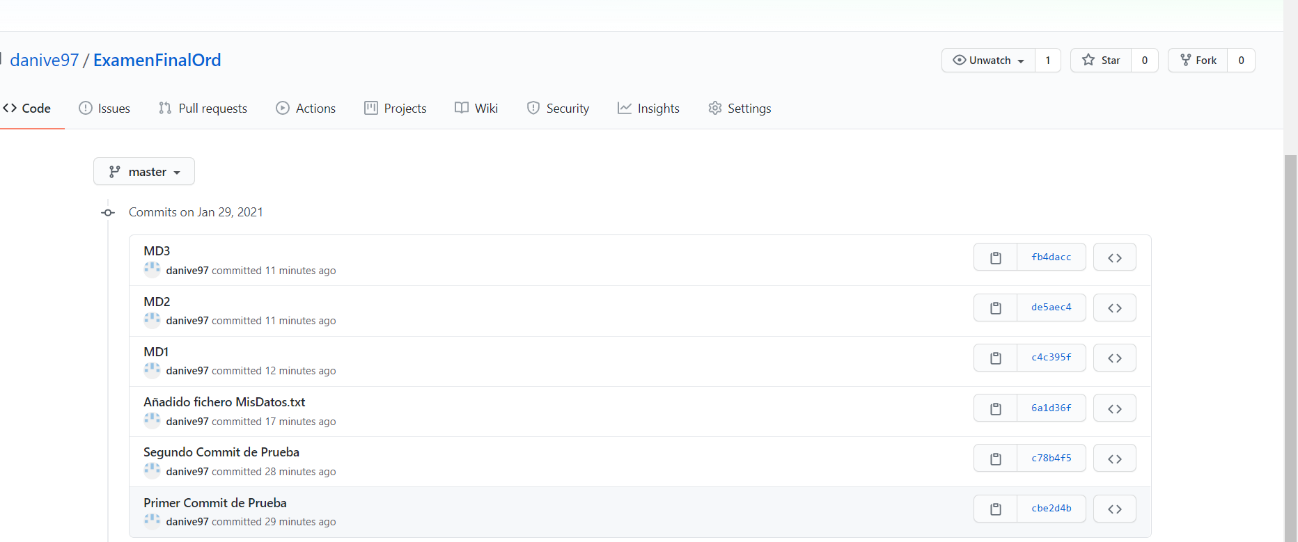 danive97 / ExamenFinalOrd
Unwatch 1 Star 0 Fork 0
<> Code Issues Pull requests Actions Projects Wiki Security Insights Settings
master
Commits on Jan 29, 2021
MD3
danive97 committed 11 minutes ago
fb4dacc
MD2
danive97 committed 11 minutes ago
de5aec4
MD1
danive97 committed 12 minutes ago
c4c395f
Añadido fichero MisDatos.txt
danive97 committed 17 minutes ago
6a1d36f
Segundo Commit de Prueba
danive97 committed 28 minutes ago
c78b4f5
Primer Commit de Prueba
danive97 committed 29 minutes ago
cbe2d4b